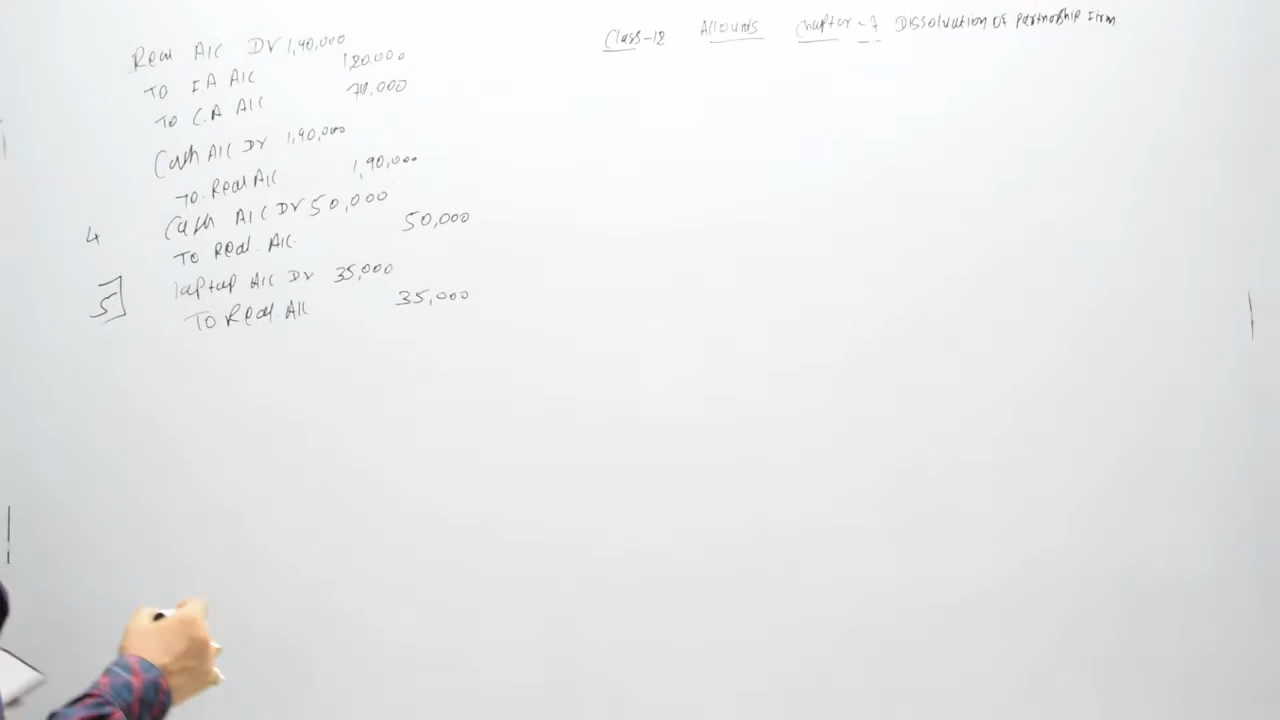 Class-12 Accounts Chapter-7 Dissolvation of Partnership Firm
Real A/C Dr 1,90,000
TO F A A/C 1,20,000
TO C.A A/C 70,000
Cash A/C Dr 1,90,000
TO Real A/C 1,90,000
4 Cash A/C Dr 50,000
TO Real. A/C. 50,000
5 laptap A/C Dr 35,000
TO Real. A/C 35,000